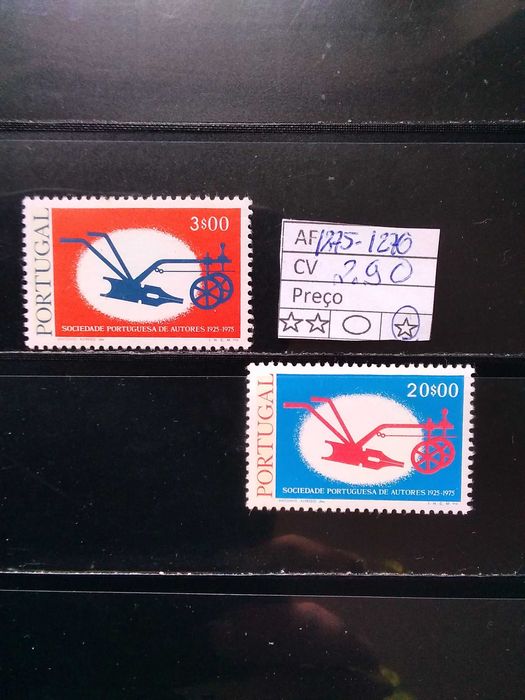 PORTUGAL
3$00
SOCIEDADE PORTUGUESA DE AUTORES 1925-1975
AF 1275-1276
CV 2.90
Preço
PORTUGAL
20$00
SOCIEDADE PORTUGUESA DE AUTORES 1925-1975